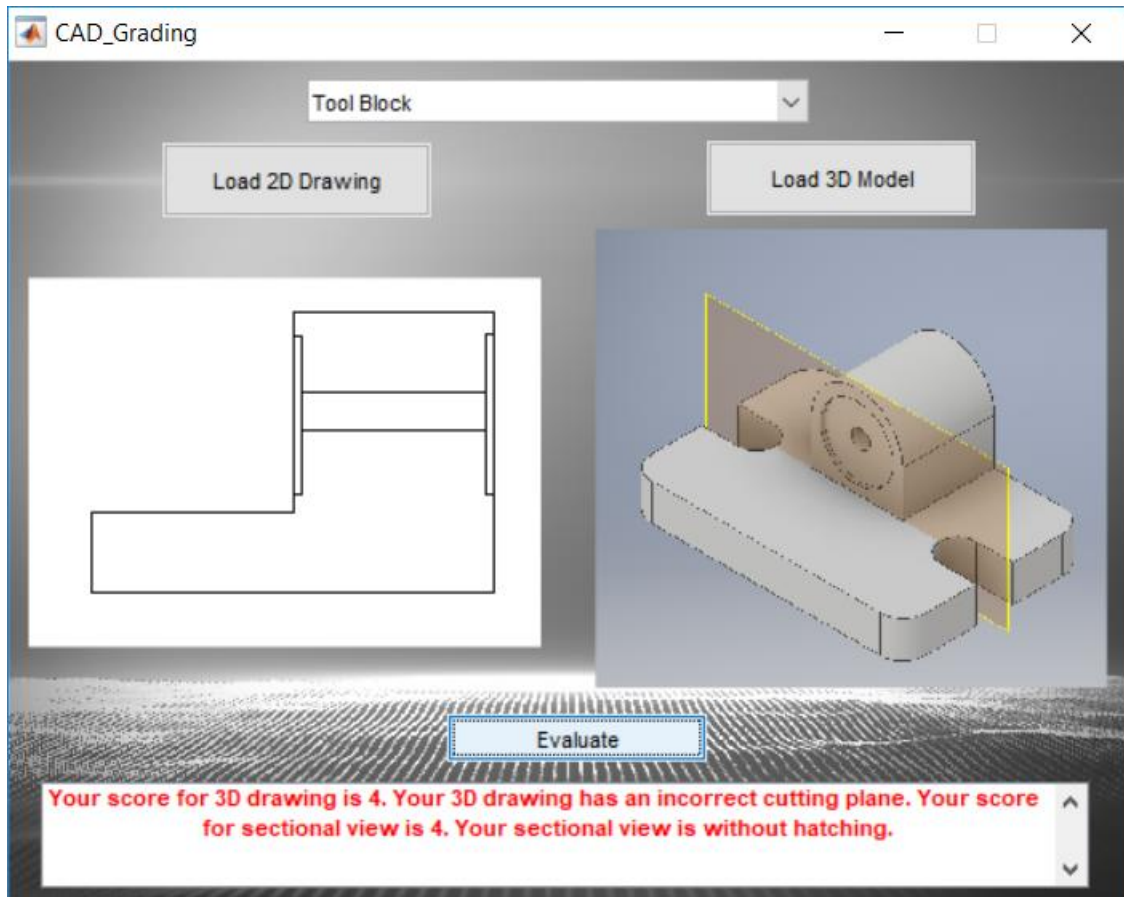 CAD_Grading
Tool Block
Load 2D Drawing
Load 3D Model
Evaluate
Your score for 3D drawing is 4. Your 3D drawing has an incorrect cutting plane. Your score
for sectional view is 4. Your sectional view is without hatching.